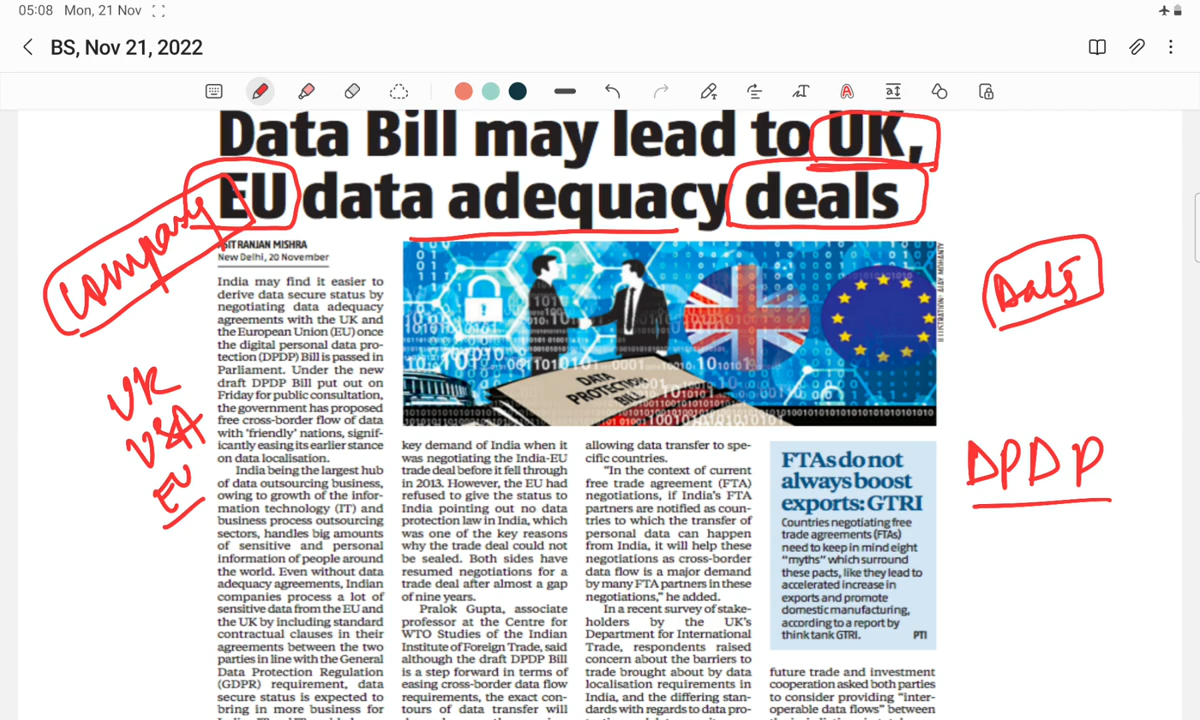 05:08 Mon, 21 Nov
BS, Nov 21, 2022
Data Bill may lead to UK,
EU data adequacy deals
company
UK
USA
EU
DPDP
SIT RANJAN MISHRA
New Delhi, 20 November
India may find it easier to
derive data secure status by
negotiating data adequacy
agreements with the UK and
the European Union (EU) once
the digital personal data pro-
tection (DPDP) Bill is passed in
Parliament. Under the new
draft DPDP Bill put out on
Friday for public consultation,
the government has proposed
free cross-border flow of data
with 'friendly' nations, signif-
icantly easing its earlier stance
on data localisation.
India being the largest hub
of data outsourcing business,
owing to growth of the infor-
mation technology (IT) and
business process outsourcing
sectors, handles big amounts
of sensitive and personal
information of people around
the world. Even without data
adequacy agreements, Indian
companies process a lot of
sensitive data from the EU and
the UK by including standard
contractual clauses in their
agreements between the two
parties in line with the General
Data Protection Regulation
(GDPR) requirement, data
secure status is expected to
bring in more business for
DATA
PROTECTION
BILL
ILLUSTRATION: AJAY MOHANTY
key demand of India when it
was negotiating the India-EU
trade deal before it fell through
in 2013. However, the EU had
refused to give the status to
India pointing out no data
protection law in India, which
was one of the key reasons
why the trade deal could not
be sealed. Both sides have
resumed negotiations for a
trade deal after almost a gap
of nine years.
Pralok Gupta, associate
professor at the Centre for
WTO Studies of the Indian
Institute of Foreign Trade, said
although the draft DPDP Bill
is a step forward in terms of
easing cross-border data flow
requirements, the exact con-
tours of data transfer will
allowing data transfer to spe-
cific countries.
"In the context of current
free trade agreement (FTA)
negotiations, if India's FTA
partners are notified as coun-
tries to which the transfer of
personal data can happen
from India, it will help these
negotiations as cross-border
data flow is a major demand
by many FTA partners in these
negotiations," he added.
In a recent survey of stake-
holders by the UK's
Department for International
Trade, respondents raised
concern about the barriers to
trade brought about by data
localisation requirements in
India, and the differing stan-
dards with regards to data pro-
FTAs do not
always boost
exports: GTRI
Countries negotiating free
trade agreements (FTAs)
need to keep in mind eight
"myths" which surround
these pacts, like they lead to
accelerated increase in
exports and promote
domestic manufacturing,
according to a report by
think tank GTRI. PTI
future trade and investment
cooperation asked both parties
to consider providing "inter-
operable data flows" between